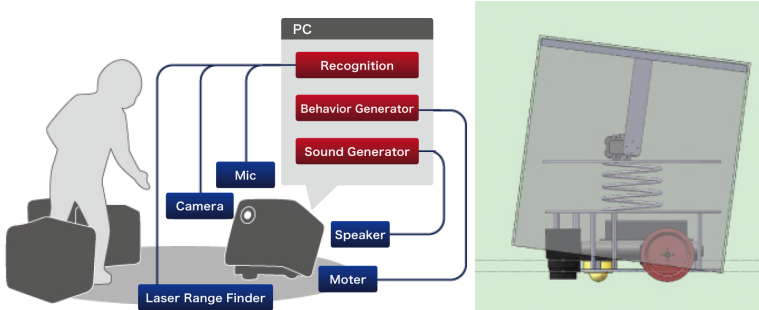 PC
Recognition
Behavior Generator
Sound Generator
Mic
Camera
Speaker
Moter
Laser Range Finder